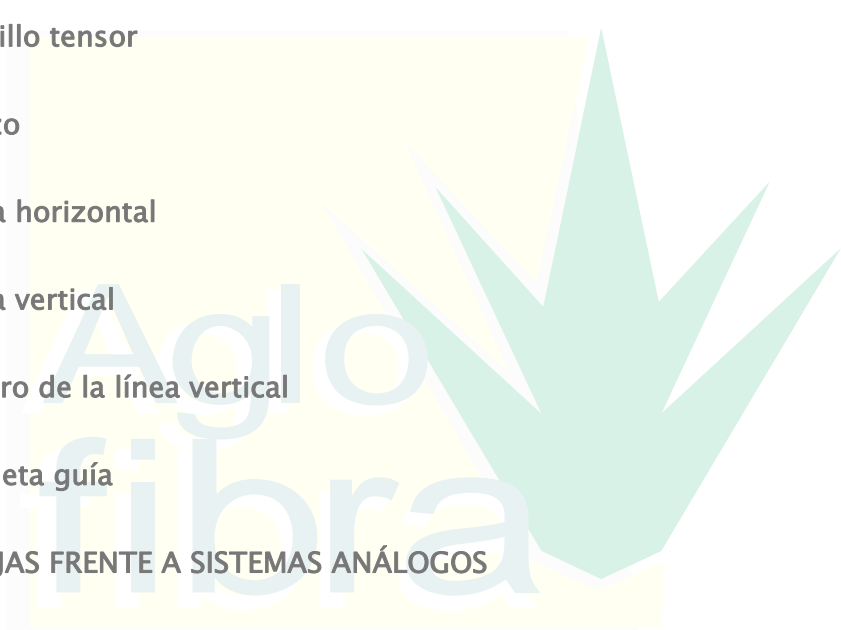 illo tensor
zo
a horizontal
a vertical
Aglo
ro de la línea vertical
fibra
eta guía
JAS FRENTE A SISTEMAS ANÁLOGOS